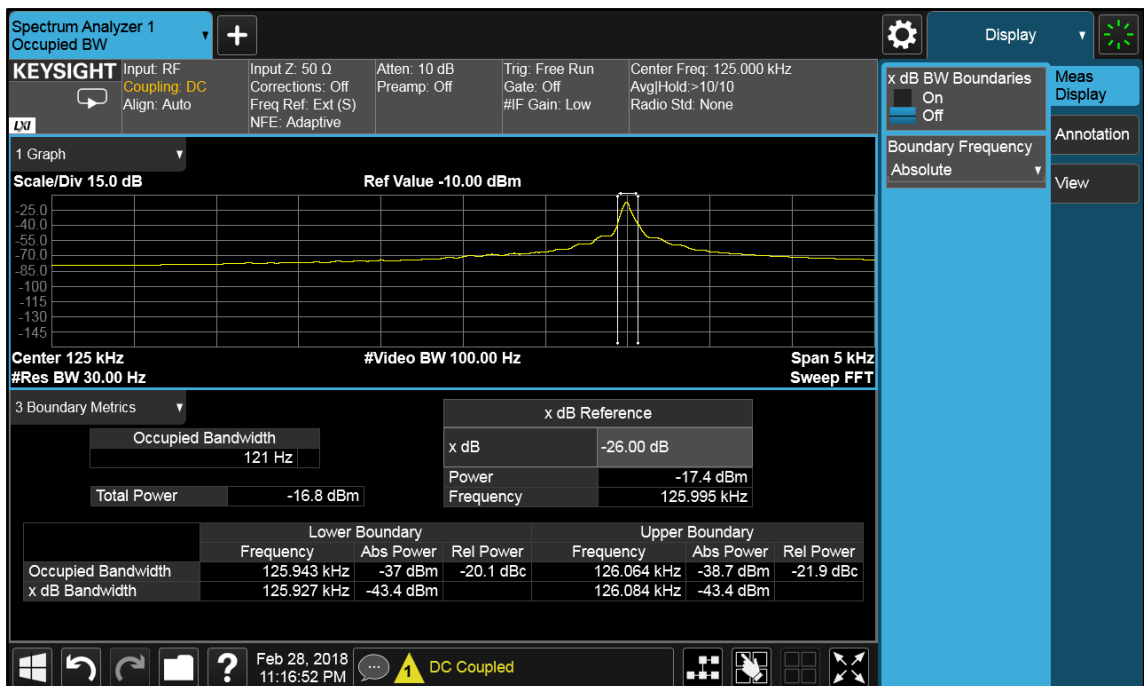 Spectrum Analyzer 1
Occupied BW
+
Display
KEYSIGHT
LXI
Input: RF
Coupling: DC
Align: Auto
Input Z: 50 Ω
Corrections: Off
Freq Ref: Ext (S)
NFE: Adaptive
Atten: 10 dB
Preamp: Off
Trig: Free Run
Gate: Off
#IF Gain: Low
Center Freq: 125.000 kHz
Avg|Hold:>10/10
Radio Std: None
x dB BW Boundaries
On
Off
Boundary Frequency
Absolute
Meas
Display
Annotation
View
1 Graph
Scale/Div 15.0 dB
Ref Value -10.00 dBm
-25.0
-40.0
-55.0
-70.0
-85.0
-100
-115
-130
-145
Center 125 kHz
#Video BW 100.00 Hz
Span 5 kHz
#Res BW 30.00 Hz
Sweep FFT
3 Boundary Metrics
Occupied Bandwidth
121 Hz
Total Power -16.8 dBm
x dB Reference
x dB -26.00 dB
Power -17.4 dBm
Frequency 125.995 kHz
Lower Boundary Upper Boundary
Frequency Abs Power Rel Power Frequency Abs Power Rel Power
Occupied Bandwidth 125.943 kHz -37 dBm -20.1 dBc 126.064 kHz -38.7 dBm -21.9 dBc
x dB Bandwidth 125.927 kHz -43.4 dBm 126.084 kHz -43.4 dBm
?
Feb 28, 2018
11:16:52 PM
1
DC Coupled